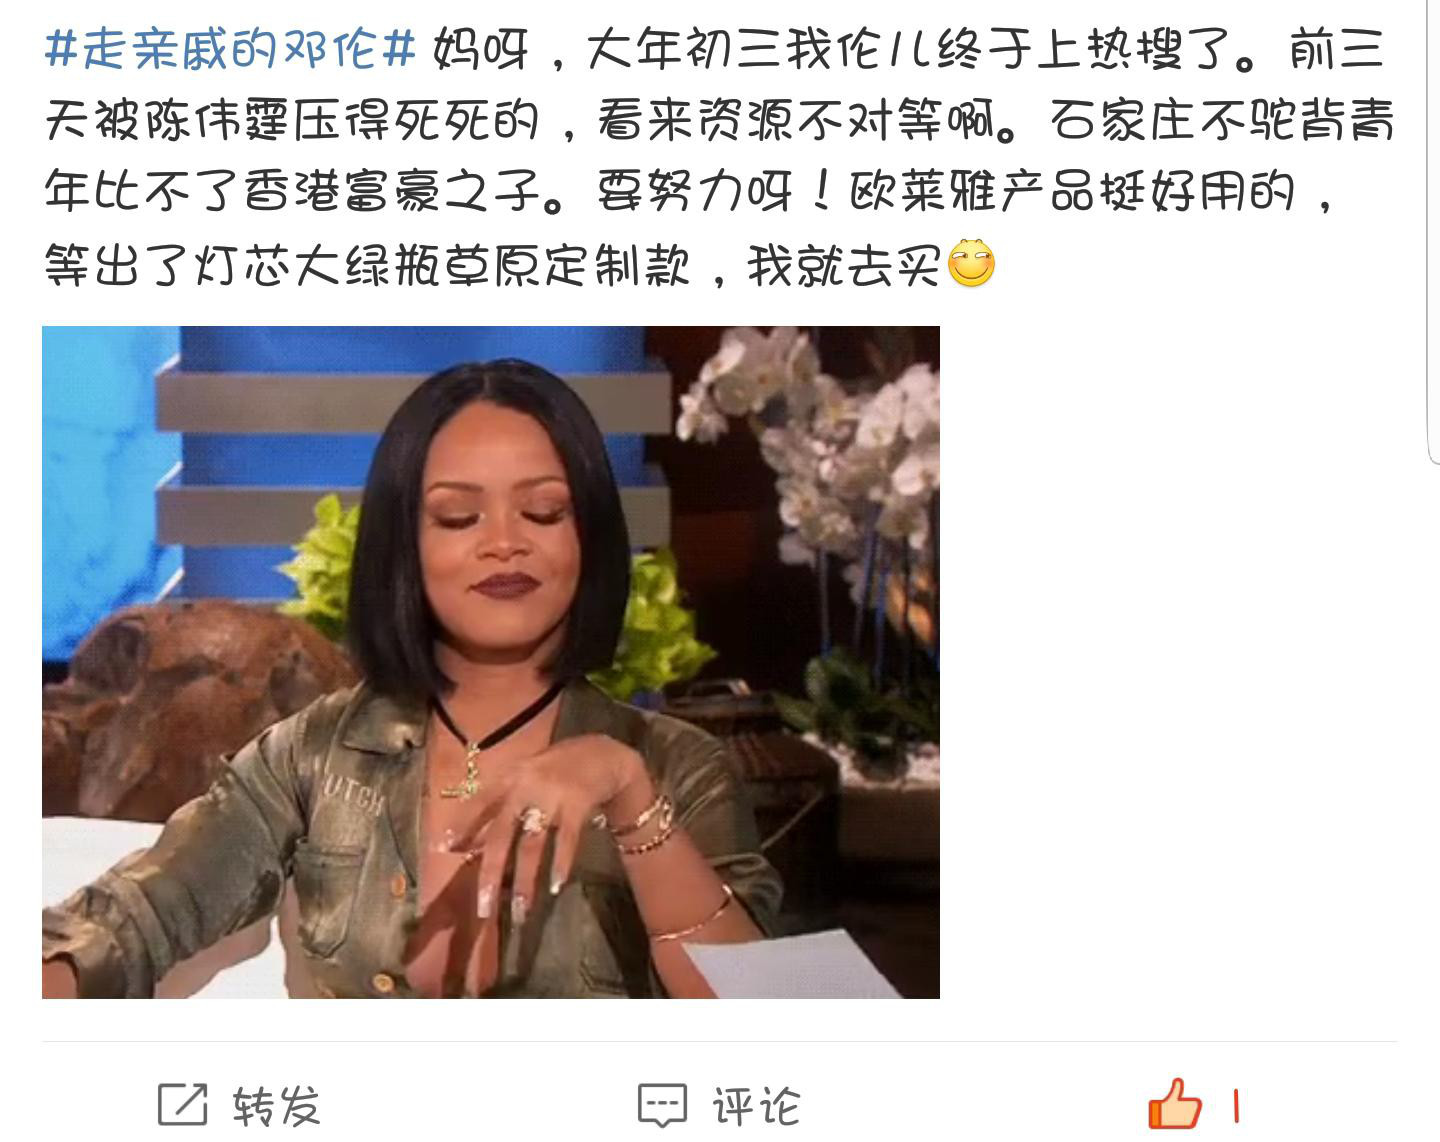 #走亲戚的邓伦# 妈呀，大年初三我伦儿终于上热搜了。前三
天被陈伟霆压得死死的，看来资源不对等啊。石家庄不驼背青
年比不了香港富豪之子。要努力呀！欧莱雅产品挺好用的，
等出了灯芯大绿瓶草原定制款，我就去买
UTCH
转发
评论
1